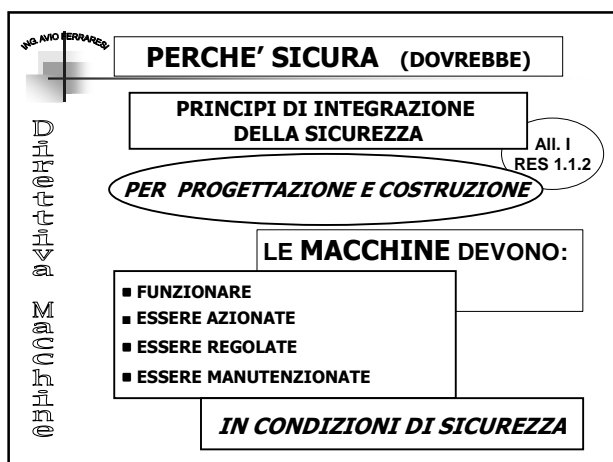 ING. AVIO FERRARESI
PERCHE’ SICURA (DOVREBBE)
PRINCIPI DI INTEGRAZIONE
DELLA SICUREZZA
All. I
RES 1.1.2
PER PROGETTAZIONE E COSTRUZIONE
LE MACCHINE DEVONO:
■ FUNZIONARE
■ ESSERE AZIONATE
■ ESSERE REGOLATE
■ ESSERE MANUTENZIONATE
IN CONDIZIONI DI SICUREZZA
Direttiva Macchine